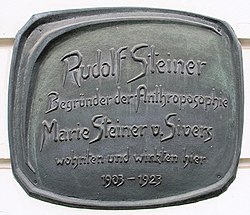 Rudolf Steiner
Begründer der Anthroposophie
Marie Steiner v. Sivers
wohnten und wirkten hier
1903 – 1923